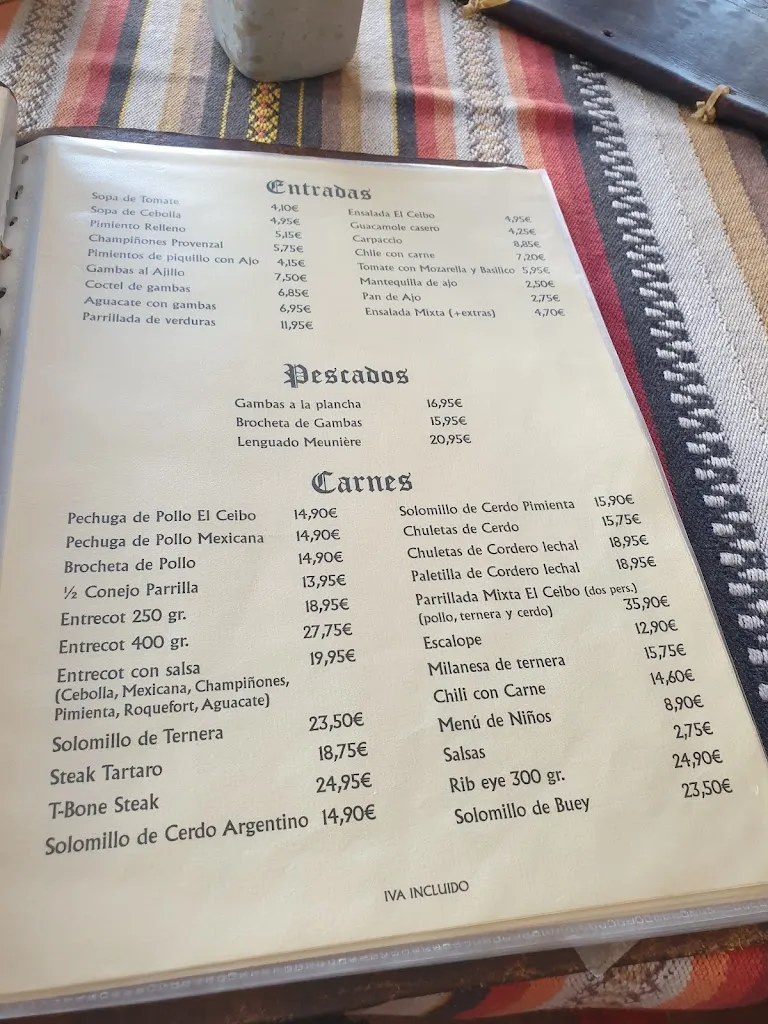 Entradas
Sopa de Tomate 4,10€
Sopa de Cebolla 4,95€
Pimiento Relleno 5,15€
Champiñones Provenzal 5,75€
Pimientos de piquillo con Ajo 4,15€
Gambas al Ajillo 7,50€
Coctel de gambas 6,85€
Aguacate con gambas 6,95€
Parrillada de verduras 11,95€
Ensalada El Ceibo 4,95€
Guacamole casero 4,25€
Carpaccio 8,85€
Chile con carne 7,20€
Tomate con Mozarella y Basilico 5,95€
Mantequilla de ajo 2,50€
Pan de Ajo 2,75€
Ensalada Mixta (+extras) 4,70€
Pescados
Gambas a la plancha 16,95€
Brocheta de Gambas 15,95€
Lenguado Meunière 20,95€
Carnes
Pechuga de Pollo El Ceibo 14,90€
Pechuga de Pollo Mexicana 14,90€
Brocheta de Pollo 14,90€
½ Conejo Parrilla 13,95€
Entrecot 250 gr. 18,95€
Entrecot 400 gr. 27,75€
Entrecot con salsa 19,95€
(Cebolla, Mexicana, Champiñones,
Pimienta, Roquefort, Aguacate)
Solomillo de Ternera 23,50€
Steak Tartaro 18,75€
T-Bone Steak 24,95€
Solomillo de Cerdo Argentino 14,90€
Solomillo de Cerdo Pimienta 15,90€
Chuletas de Cerdo 15,75€
Chuletas de Cordero lechal 18,95€
Paletilla de Cordero lechal 18,95€
Parrillada Mixta El Ceibo (dos pers.)
(pollo, ternera y cerdo) 35,90€
Escalope 12,90€
Milanesa de ternera 15,75€
Chili con Carne 14,60€
Menú de Niños 8,90€
Salsas 2,75€
Rib eye 300 gr. 24,90€
Solomillo de Buey 23,50€
IVA INCLUIDO